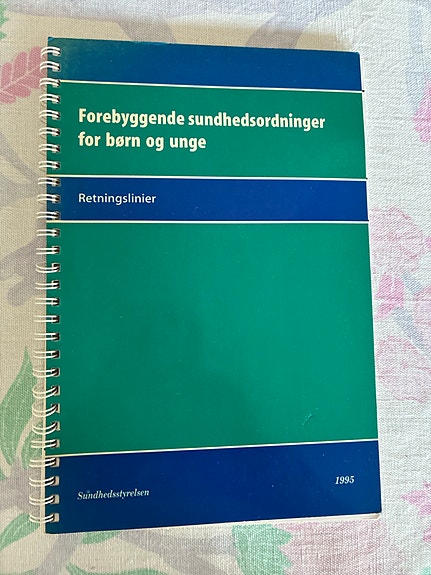 Forebyggende sundhedsordninger
for børn og unge
Retningslinier
Sundhedsstyrelsen
1995